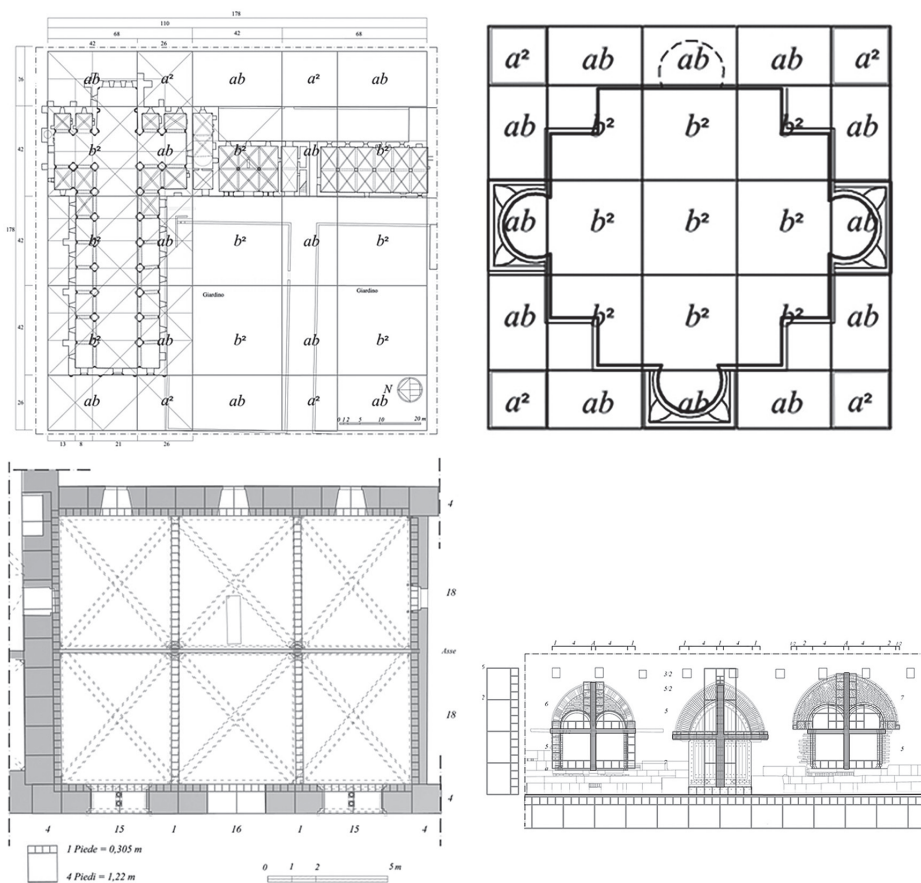 178
110 68
68 42
42 26
26 ab a² ab a² ab
42 b² ab b² ab b²
178
42 b² ab b² ab b²
Giardino Giardino
42 b² ab b² ab b²
26 ab a² ab a² ab
N
0 1 2 5 10 20 m
13 8 21 26
a² ab ab ab a²
ab b² b² b² ab
ab b² b² b² ab
ab b² b² b² ab
a² ab ab ab a²
4
18
Asse
18
4
4 15 1 16 1 15 4
1 Piede = 0,305 m
4 Piedi = 1,22 m
0 1 2 5 m